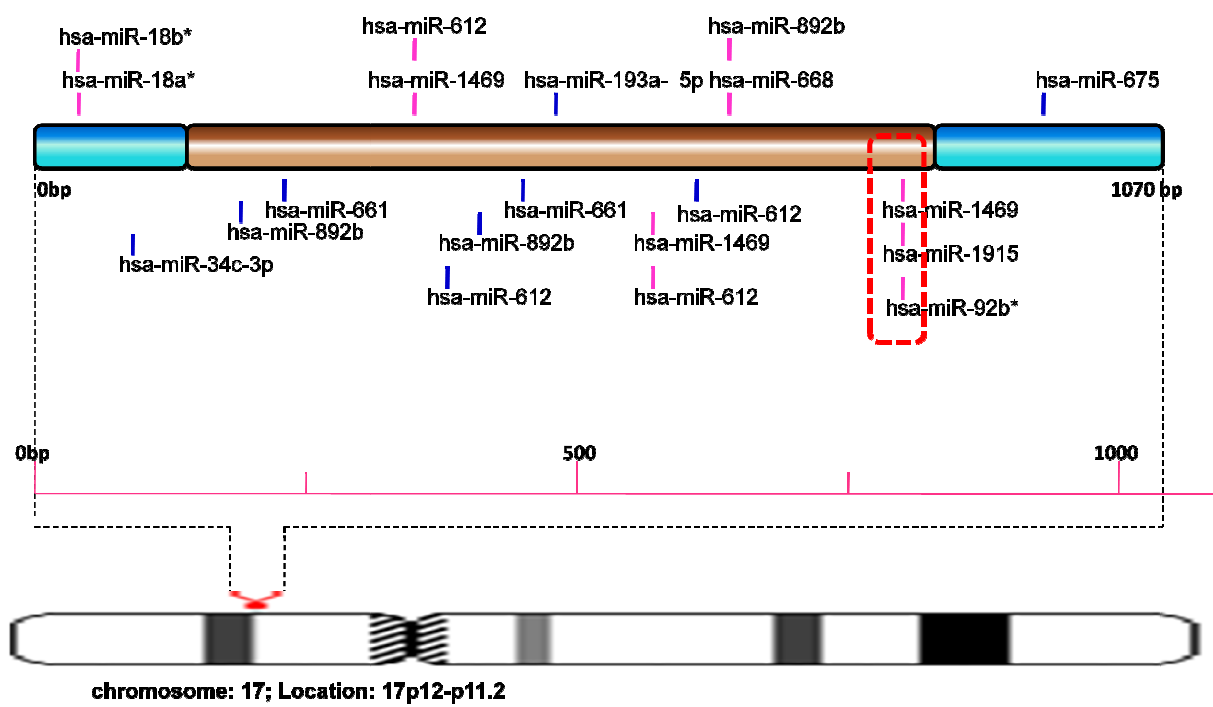 hsa-miR-18b*
hsa-miR-612
hsa-miR-892b
hsa-miR-18a*
hsa-miR-1469
hsa-miR-193a- 5p
hsa-miR-668
hsa-miR-675
0bp
1070 bp
hsa-miR-661
hsa-miR-661
hsa-miR-612
hsa-miR-1469
hsa-miR-892b
hsa-miR-892b
hsa-miR-1469
hsa-miR-1915
hsa-miR-34c-3p
hsa-miR-612
hsa-miR-612
hsa-miR-92b*
0bp
500
1000
chromosome: 17; Location: 17p12-p11.2